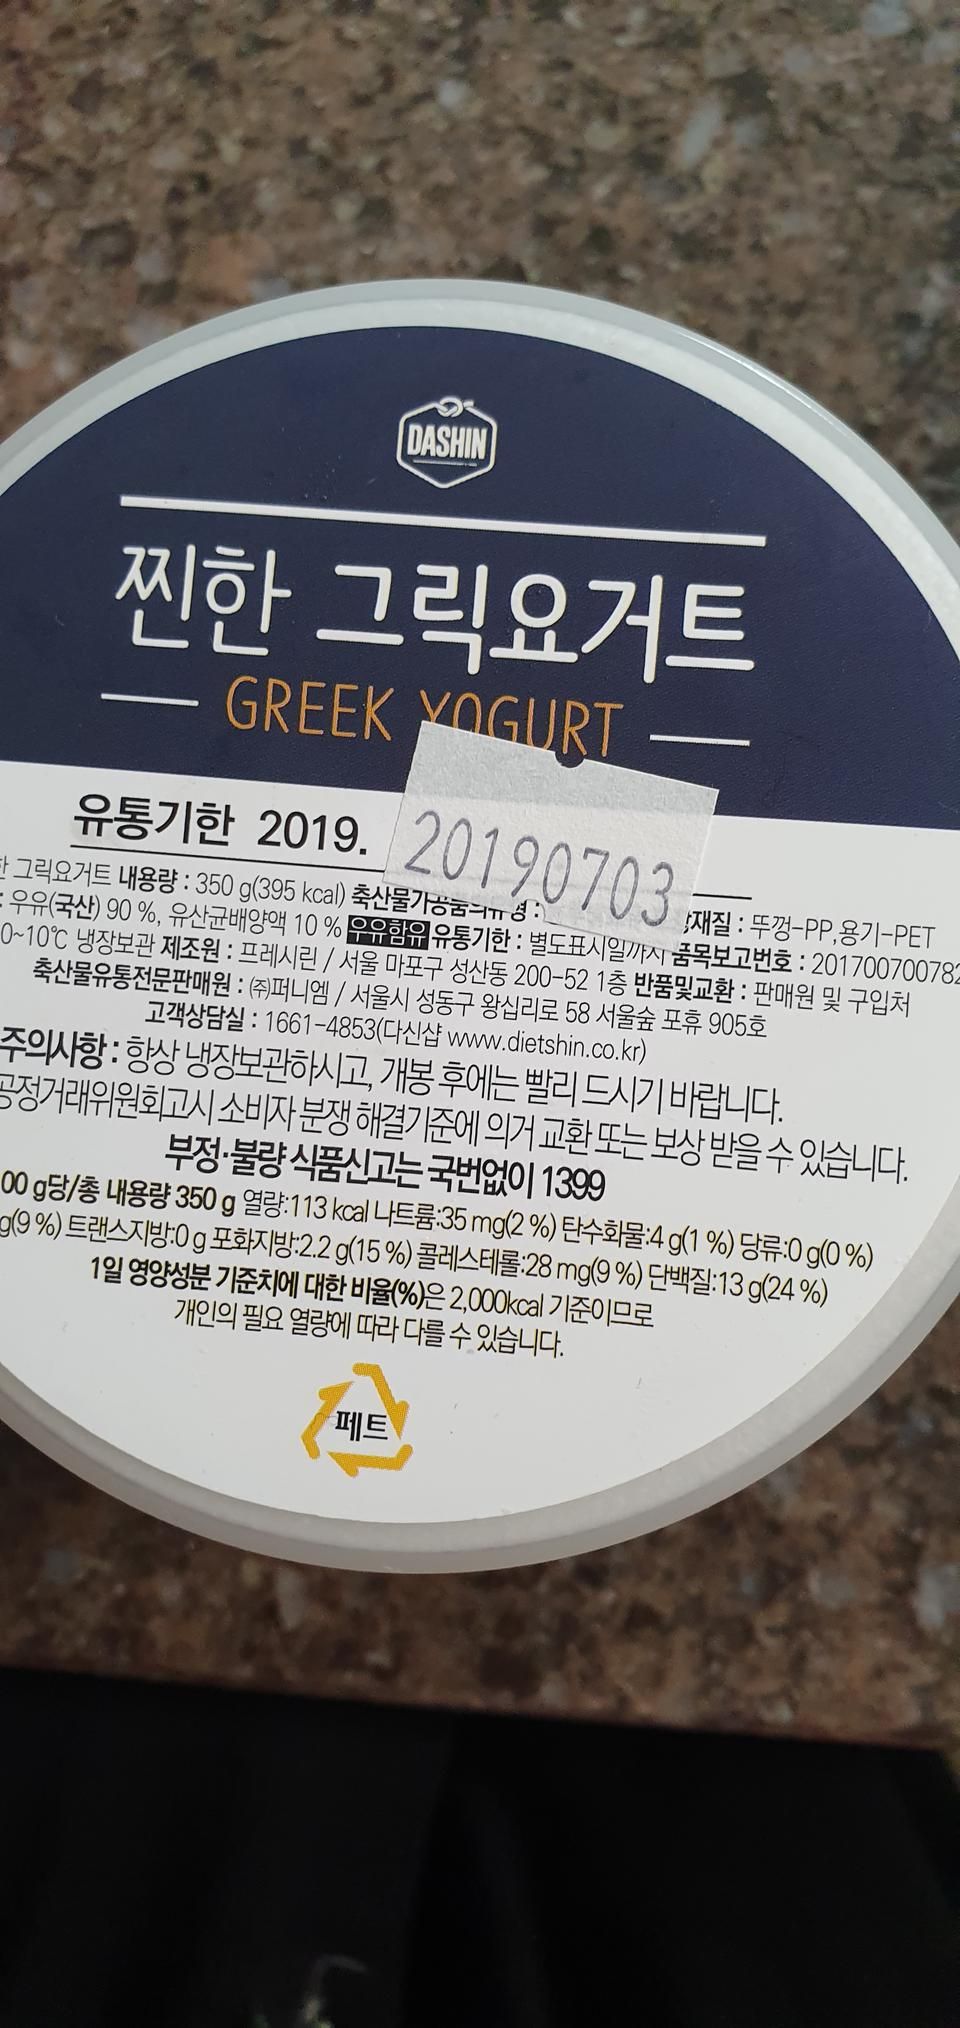 DASHIN
찐한 그릭요거트
GREEK YOGURT
유통기한 2019.
20190703
그릭요거트 내용량 : 350 g(395 kcal) 축산물가공품의유형 : 재질 : 뚜껑-PP,용기-PET
: 우유(국산) 90 %, 유산균배양액 10 % 우유함유 유통기한 : 별도표시일까지 품목보고번호 : 201700700782
0~10℃ 냉장보관 제조원 : 프레시린 / 서울 마포구 성산동 200-52 1층 반품및교환 : 판매원 및 구입처
축산물유통전문판매원 : ㈜퍼니엠 / 서울시 성동구 왕십리로 58 서울숲 포휴 905호
고객상담실 : 1661-4853(다신샵 www.dietshin.co.kr)
주의사항 : 항상 냉장보관하시고, 개봉 후에는 빨리 드시기 바랍니다.
공정거래위원회고시 소비자 분쟁 해결기준에 의거 교환 또는 보상 받을 수 있습니다.
부정·불량 식품신고는 국번없이 1399
00 g당/총 내용량 350 g 열량:113 kcal 나트륨:35 mg(2 %) 탄수화물:4 g(1 %) 당류:0 g(0 %)
g(9 %) 트랜스지방:0 g 포화지방:2.2 g(15 %) 콜레스테롤:28 mg(9 %) 단백질:13 g(24 %)
1일 영양성분 기준치에 대한 비율(%)은 2,000kcal 기준이므로
개인의 필요 열량에 따라 다를 수 있습니다.
페트